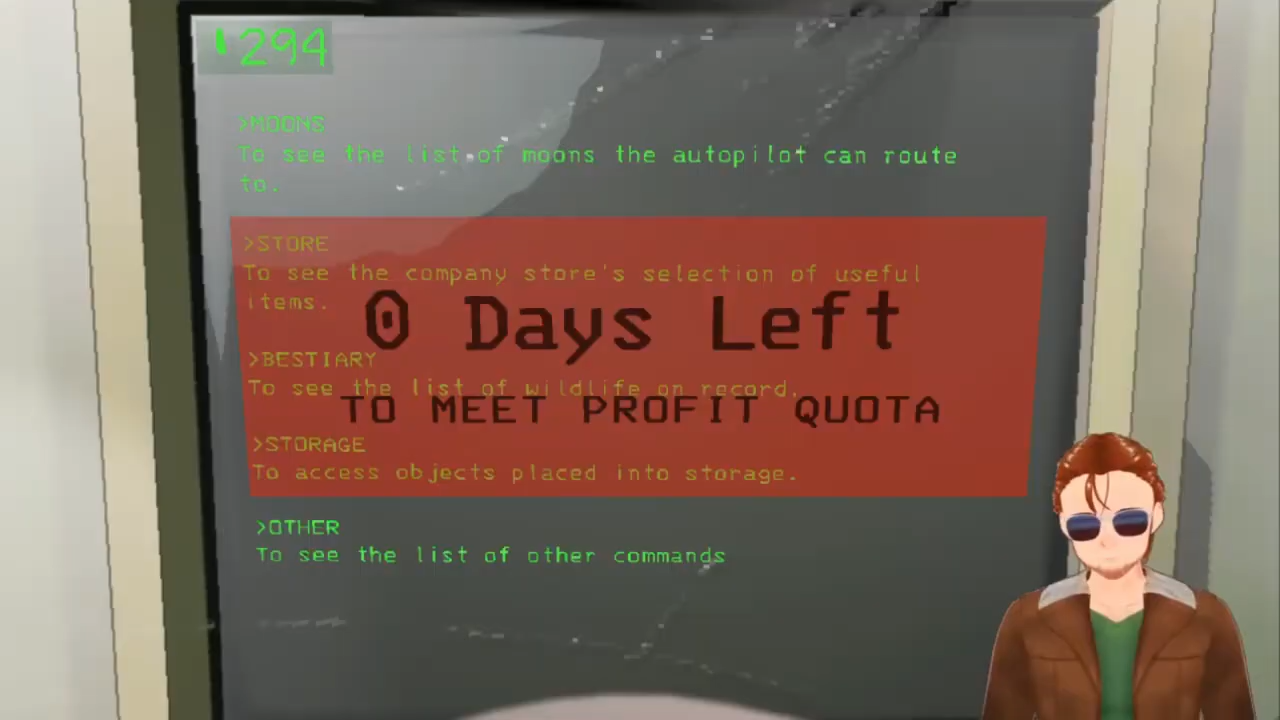 294
>MOONS
To see the list of moons the autopilot can route
to.
>STORE
To see the company store's selection of useful
items.
0 Days Left
>BESTIARY
To see the list of wildlife on record.
TO MEET PROFIT QUOTA
>STORAGE
To access objects placed into storage.
>OTHER
To see the list of other commands